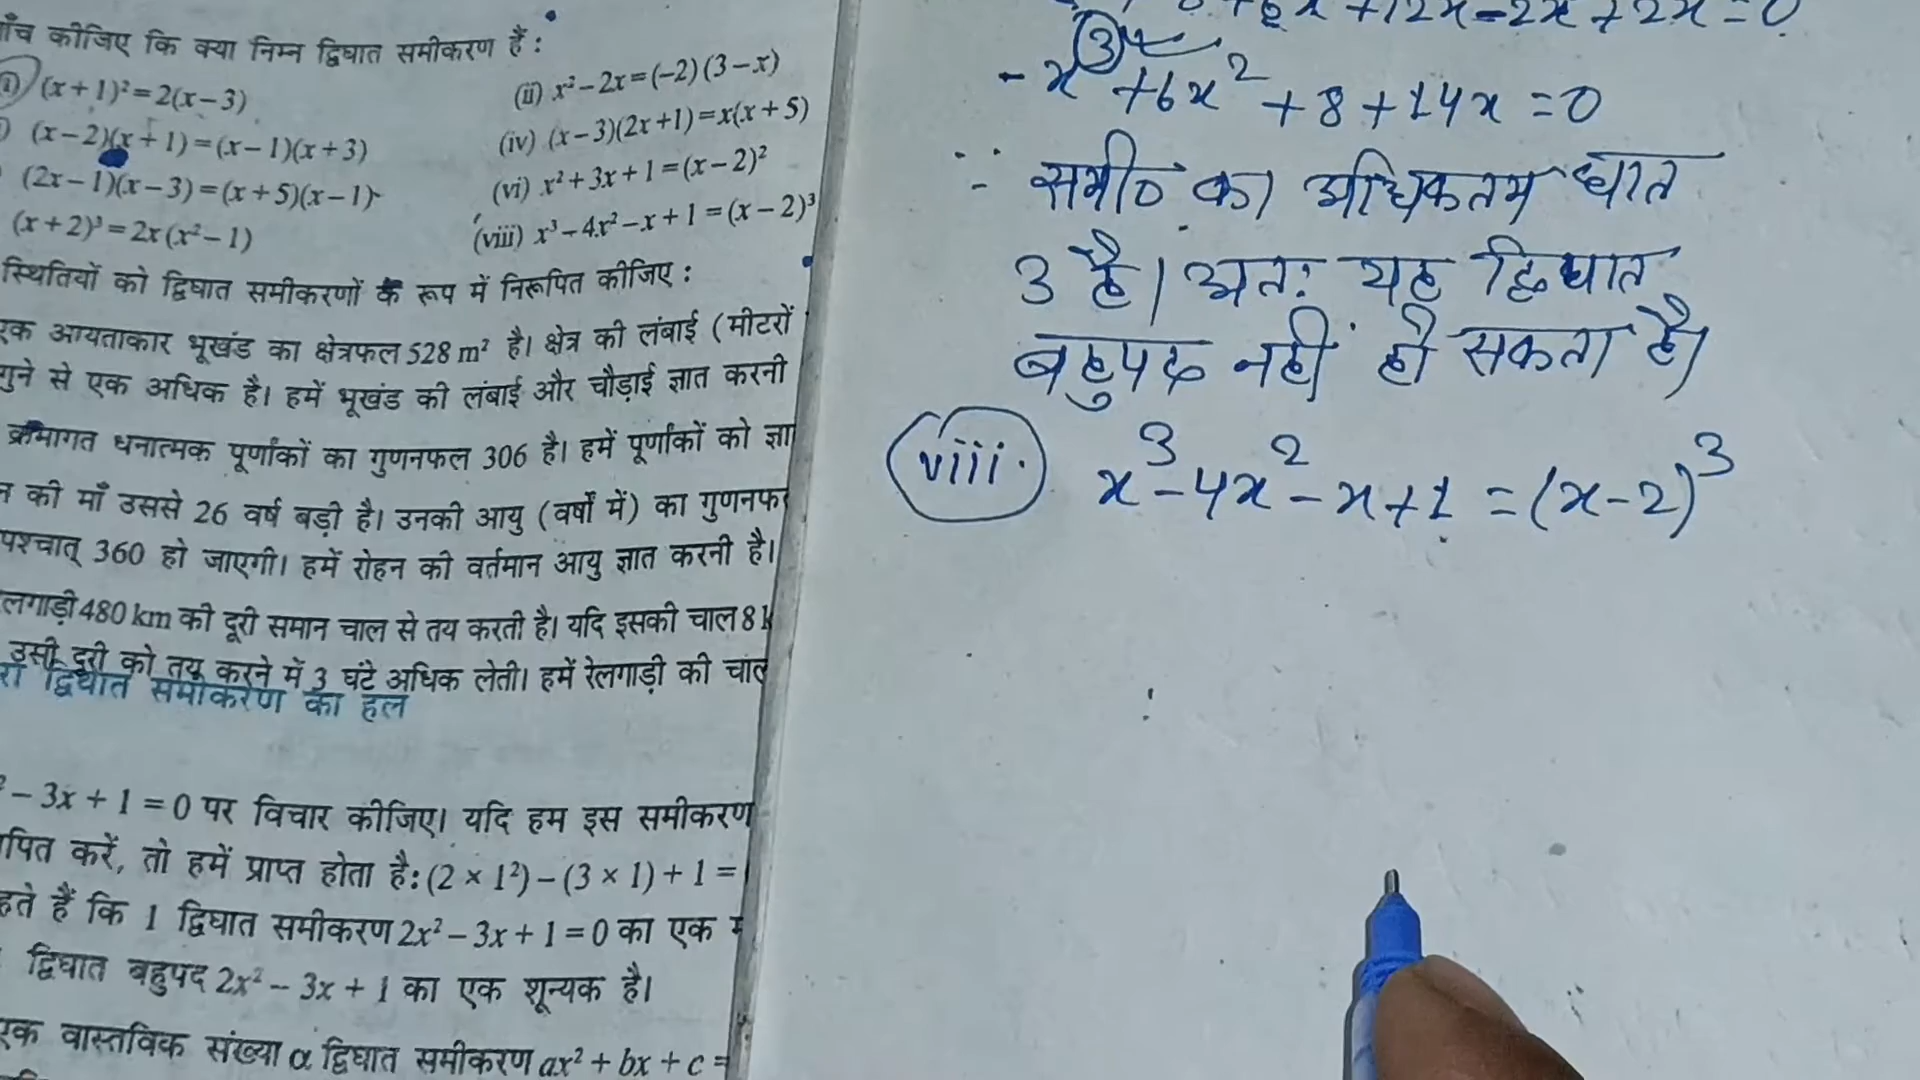 कीजिए कि क्या निम्न द्विघात समीकरण हैं :
(i) (x + 1)² = 2(x – 3)
(ii) x² – 2x = (–2) (3 – x)
(x – 2)(x + 1) = (x – 1)(x + 3)
(iv) (x – 3)(2x + 1) = x(x + 5)
(2x – 1)(x – 3) = (x + 5)(x – 1)
(vi) x² + 3x + 1 = (x – 2)²
(x + 2)³ = 2x (x² – 1)
(viii) x³ – 4x² – x + 1 = (x – 2)³
स्थितियों को द्विघात समीकरणों के रूप में निरूपित कीजिए :
एक आयताकार भूखंड का क्षेत्रफल 528 m² है। क्षेत्र की लंबाई (मीटरों
गुने से एक अधिक है। हमें भूखंड की लंबाई और चौड़ाई ज्ञात करनी
क्रमागत धनात्मक पूर्णांकों का गुणनफल 306 है। हमें पूर्णांकों को
की माँ उससे 26 वर्ष बड़ी है। उनकी आयु (वर्षों में) का
पश्चात् 360 हो जाएगी। हमें रोहन की वर्तमान आयु ज्ञात करनी है।
480 km की दूरी समान चाल से तय करती है। यदि इसकी चाल 8
उसी दूरी को तय करने में 3 घंटे अधिक लेती। हमें रेलगाड़ी की चाल
द्विघात समीकरण का हल
– 3x + 1 = 0 पर विचार कीजिए। यदि हम इस समीकरण
करें, तो हमें प्राप्त होता है: (2 × 1²) – (3 × 1) + 1 =
हैं कि 1 द्विघात समीकरण 2x² – 3x + 1 = 0 का एक
द्विघात बहुपद 2x² – 3x + 1 का एक शून्यक है।
एक वास्तविक संख्या α द्विघात समीकरण ax² + bx + c =
+12x-2x+2x=0
-x³+6x²+8+14x=0
∵ समी० का अधिकतम घात
3 है। अतः यह द्विघात
बहुपद नहीं हो सकता है।
viii. x³-4x²-x+1=(x-2)³